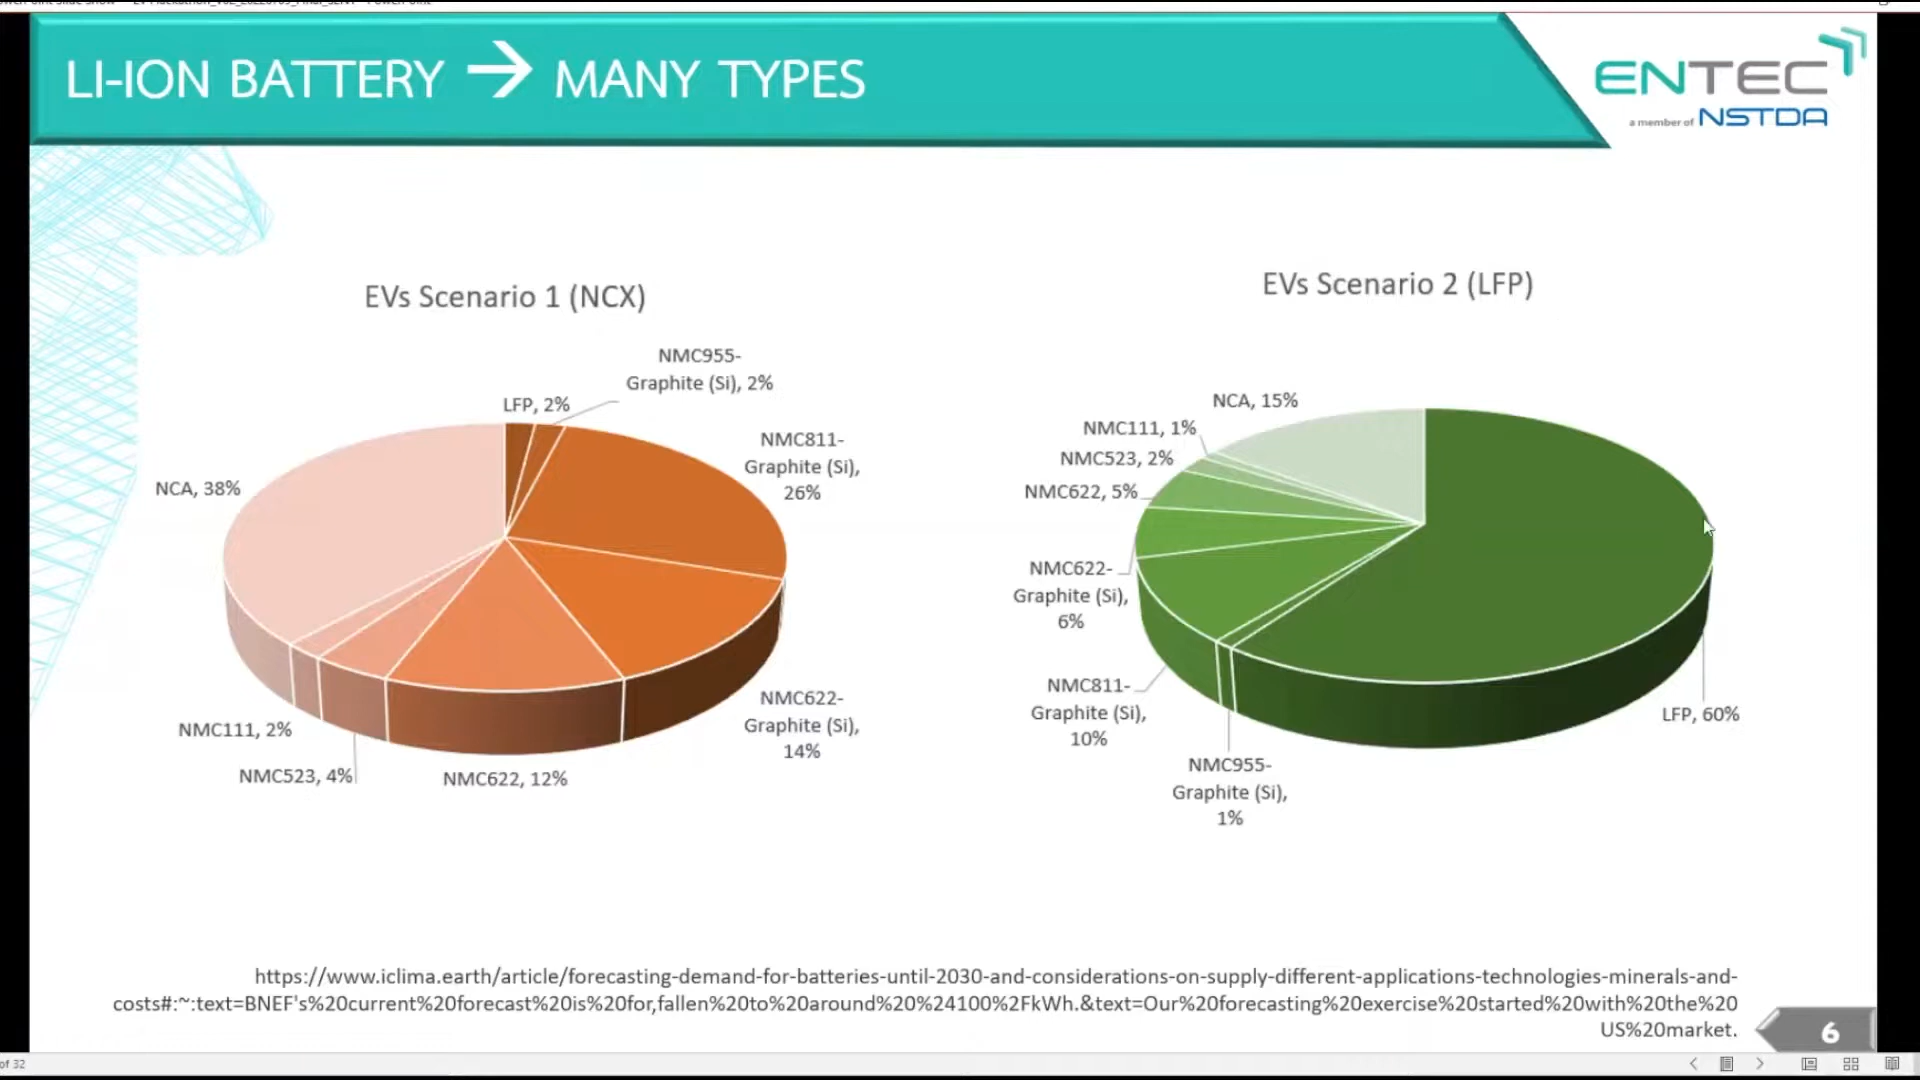 LI-ION BATTERY → MANY TYPES
ENTEC
a member of NSTDA
EVs Scenario 1 (NCX)
NMC955-
Graphite (Si), 2%
LFP, 2%
NMC811-
Graphite (Si),
26%
NCA, 38%
NMC622-
Graphite (Si),
14%
NMC111, 2%
NMC523, 4%
NMC622, 12%
EVs Scenario 2 (LFP)
NCA, 15%
NMC111, 1%
NMC523, 2%
NMC622, 5%
NMC622-
Graphite (Si),
6%
NMC811-
Graphite (Si),
10%
LFP, 60%
NMC955-
Graphite (Si),
1%
https://www.iclima.earth/article/forecasting-demand-for-batteries-until-2030-and-considerations-on-supply-different-applications-technologies-minerals-and-
costs#:~:text=BNEF's%20current%20forecast%20is%20for,fallen%20to%20around%20%24100%2FkWh.&text=Our%20forecasting%20exercise%20started%20with%20the%20
US%20market.
6
of 32